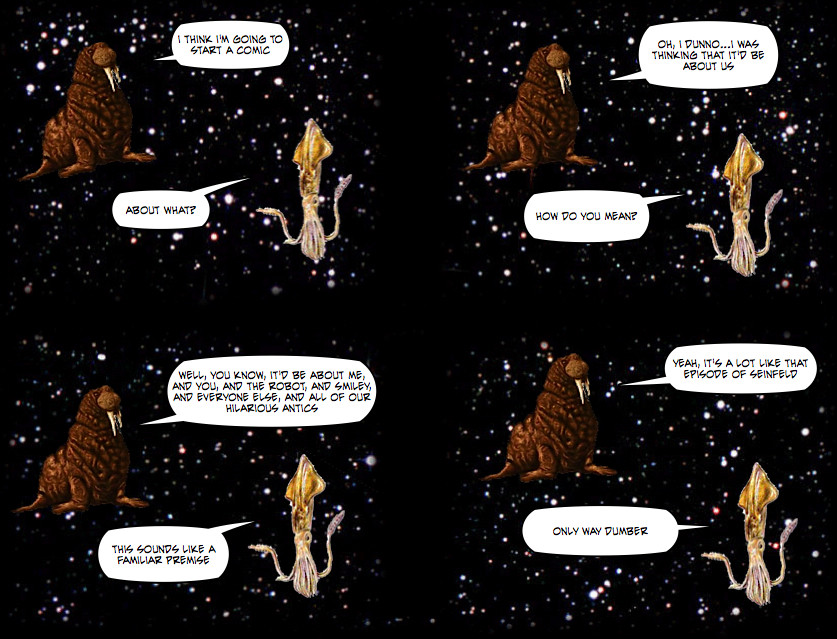 I THINK I'M GOING TO
START A COMIC
ABOUT WHAT?
OH, I DUNNO...I WAS
THINKING THAT IT'D BE
ABOUT US
HOW DO YOU MEAN?
WELL, YOU KNOW, IT'D BE ABOUT ME,
AND YOU, AND THE ROBOT, AND SMILEY,
AND EVERYONE ELSE, AND ALL OF OUR
HILARIOUS ANTICS
THIS SOUNDS LIKE A
FAMILIAR PREMISE
YEAH, IT'S A LOT LIKE THAT
EPISODE OF SEINFELD
ONLY WAY DUMBER